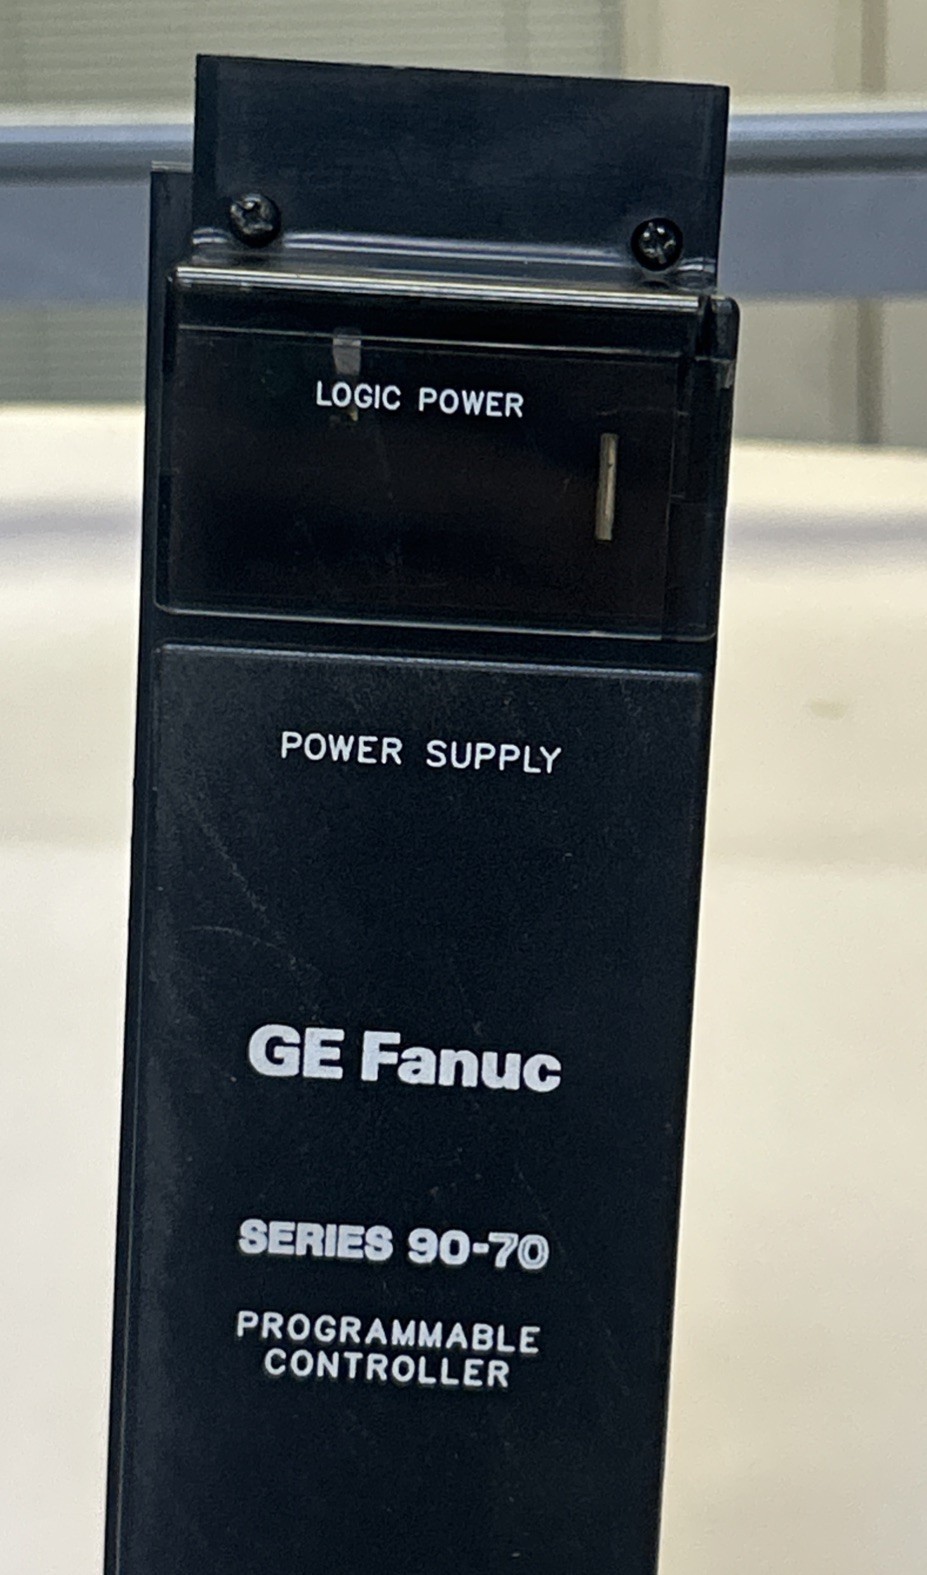 LOGIC POWER
POWER SUPPLY
GE Fanuc
SERIES 90-70
PROGRAMMABLE
CONTROLLER